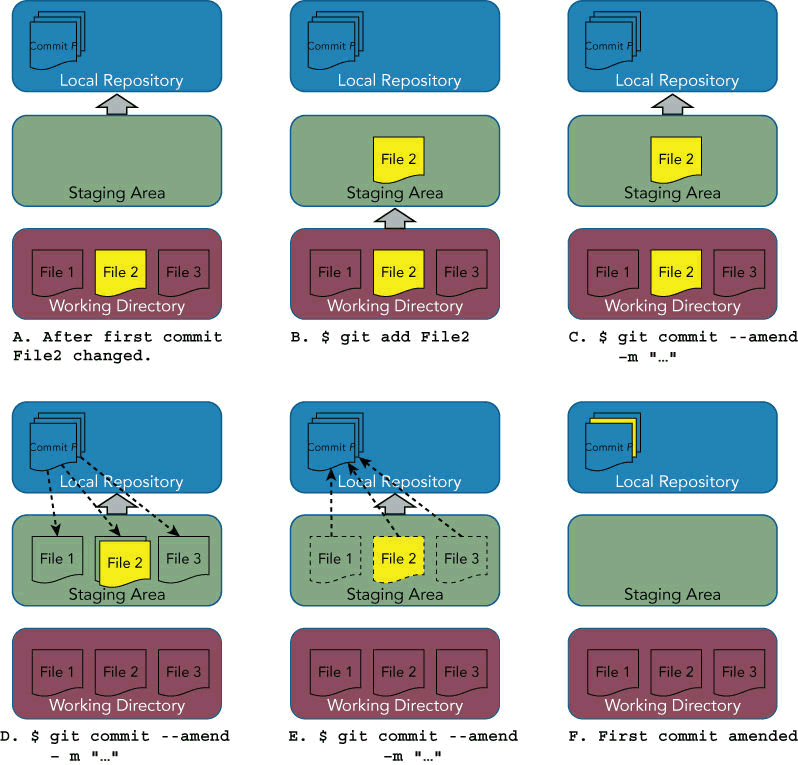 Commit F
Local Repository
Staging Area
File 1 File 2 File 3
Working Directory
A. After first commit
File2 changed.
Commit F
Local Repository
File 2
Staging Area
File 1 File 2 File 3
Working Directory
B. $ git add File2
Commit F
Local Repository
File 2
Staging Area
File 1 File 2 File 3
Working Directory
C. $ git commit --amend
–m "…"
Commit F
Local Repository
File 1 File 2 File 3
Staging Area
File 1 File 2 File 3
Working Directory
D. $ git commit --amend
– m "…"
Commit F
Local Repository
File 1 File 2 File 3
Staging Area
File 1 File 2 File 3
Working Directory
E. $ git commit --amend
–m "…"
Commit F
Local Repository
Staging Area
File 1 File 2 File 3
Working Directory
F. First commit amended